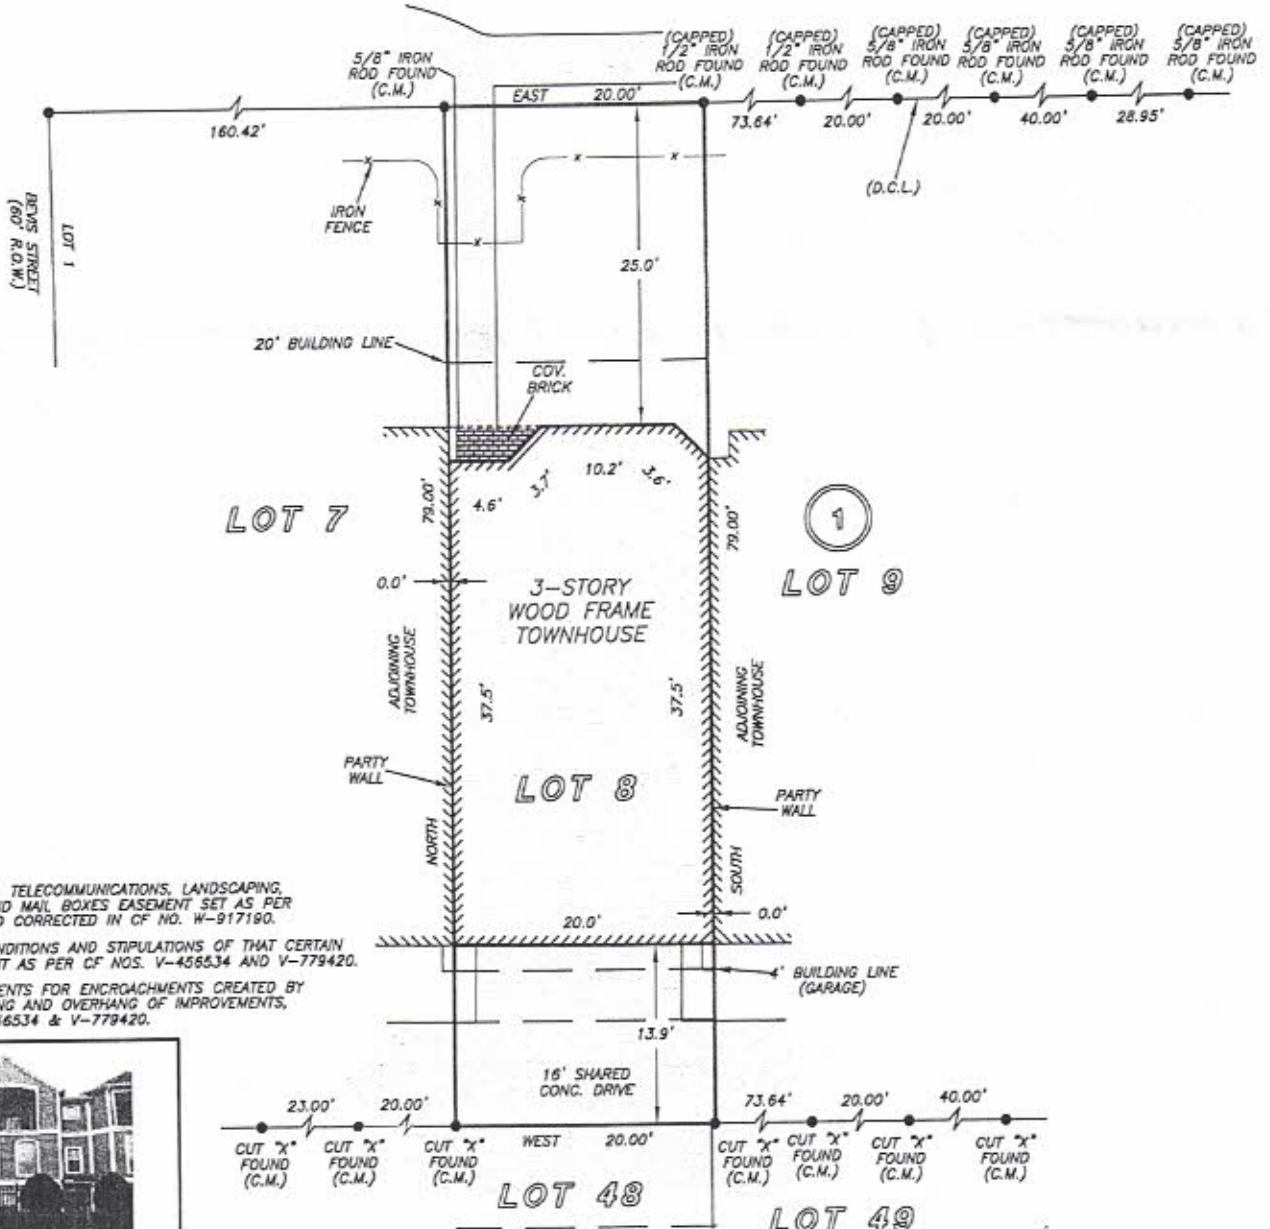 (CAPPED)
1/2" IRON
ROD FOUND
(C.M.)
(CAPPED)
1/2" IRON
ROD FOUND
(C.M.)
(CAPPED)
5/8" IRON
ROD FOUND
(C.M.)
(CAPPED)
5/8" IRON
ROD FOUND
(C.M.)
(CAPPED)
5/8" IRON
ROD FOUND
(C.M.)
(CAPPED)
5/8" IRON
ROD FOUND
(C.M.)
5/8" IRON
ROD FOUND
(C.M.)
EAST 20.00'
160.42'
73.64'
20.00'
20.00'
40.00'
28.95'
(D.C.L.)
LOT 1
BEVIS STREET
(60' R.O.W.)
IRON
FENCE
25.0'
20' BUILDING LINE
COV.
BRICK
79.00'
4.6'
3.7'
10.2'
3.6'
79.00'
LOT 7
1
LOT 9
0.0'
3-STORY
WOOD FRAME
TOWNHOUSE
ADJOINING
TOWNHOUSE
37.5'
37.5'
ADJOINING
TOWNHOUSE
PARTY
WALL
LOT 8
PARTY
WALL
NORTH
SOUTH
TELECOMMUNICATIONS, LANDSCAPING,
D MAIL BOXES EASEMENT SET AS PER
CORRECTED IN CF NO. W-917190.
NDITIONS AND STIPULATIONS OF THAT CERTAIN
T AS PER CF NOS. V-456534 AND V-779420.
ENTS FOR ENCROACHMENTS CREATED BY
NG AND OVERHANG OF IMPROVEMENTS,
56534 & V-779420.
20.0'
0.0'
4' BUILDING LINE
(GARAGE)
13.9'
16' SHARED
CONC. DRIVE
23.00'
20.00'
73.64'
20.00'
40.00'
WEST 20.00'
CUT "X"
FOUND
(C.M.)
CUT "X"
FOUND
(C.M.)
CUT "X"
FOUND
(C.M.)
CUT "X"
FOUND
(C.M.)
CUT "X"
FOUND
(C.M.)
CUT "X"
FOUND
(C.M.)
CUT "X"
FOUND
(C.M.)
LOT 48
LOT 49